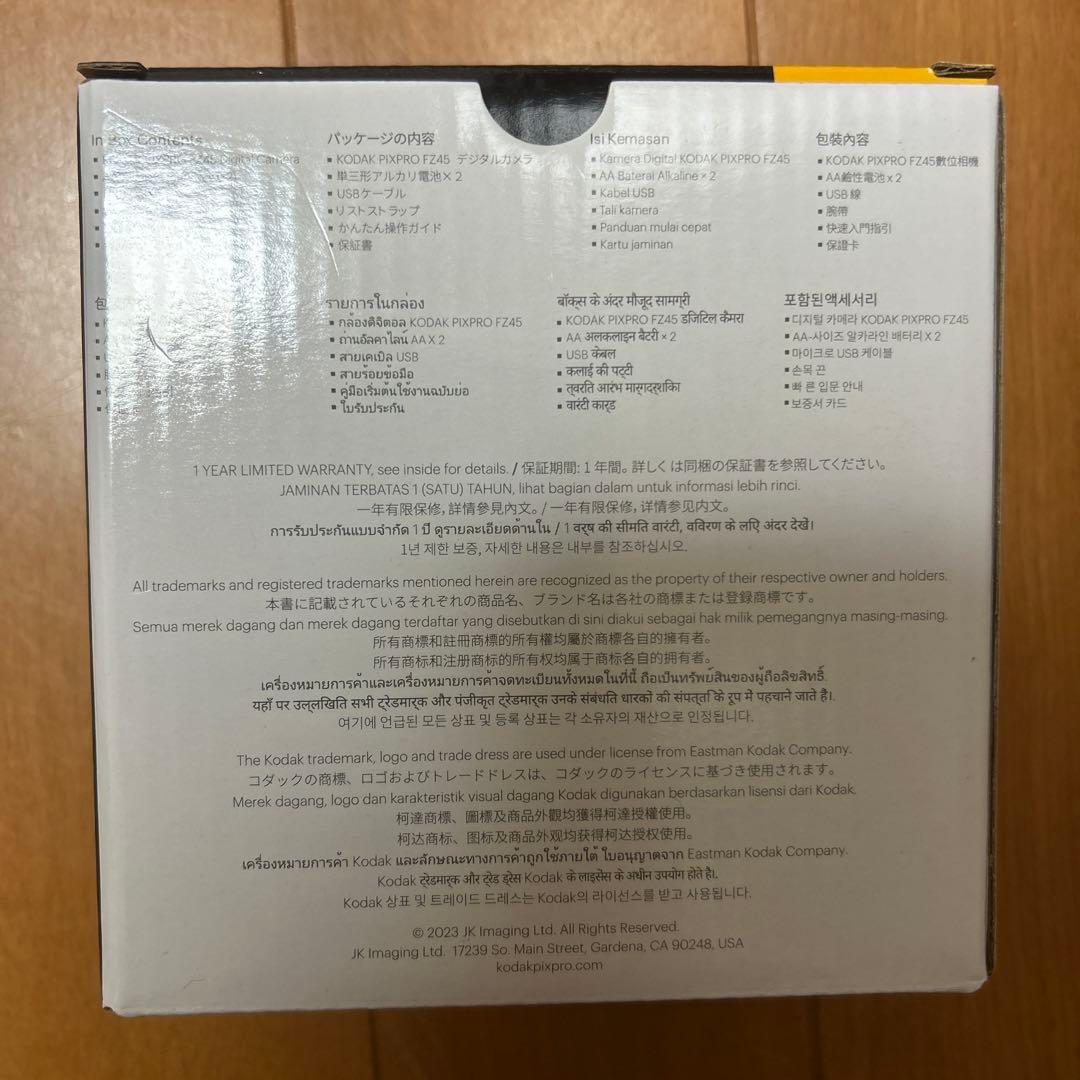 In Box Contents
FZ45 Digital Camera
パッケージの内容
▪ KODAK PIXPRO FZ45 デジタルカメラ
▪ 単三形アルカリ電池×2
▪ USBケーブル
▪ リストストラップ
▪ かんたん操作ガイド
▪ 保証書
Isi Kemasan
▪ Kamera Digital KODAK PIXPRO FZ45
▪ AA Baterai Alkaline × 2
▪ Kabel USB
▪ Tali kamera
▪ Panduan mulai cepat
▪ Kartu jaminan
包裝內容
▪ KODAK PIXPRO FZ45數位相機
▪ AA鹼性電池 x 2
▪ USB 線
▪ 腕帶
▪ 快速入門指引
▪ 保證卡
包
รายการในกล่อง
▪ กล้องดิจิตอล KODAK PIXPRO FZ45
▪ ถ่านอัลคาไลน์ AA X 2
▪ สายเคเบิล USB
▪ สายร้อยข้อมือ
▪ คู่มือเริ่มต้นใช้งานฉบับย่อ
▪ ใบรับประกัน
बॉक्स के अंदर मौजूद सामग्री
▪ KODAK PIXPRO FZ45 डजिटिल कैमरा
▪ AA अलकलाइन बैटरी × 2
▪ USB केबल
▪ कलाई की पट्टी
▪ त्वरति आरंभ मार्गदर्शकिा
▪ वारंटी कार्ड
포함된액세서리
▪ 디지털 카메라 KODAK PIXPRO FZ45
▪ AA-사이즈 알카라인 배터리 X 2
▪ 마이크로 USB 케이블
▪ 손목 끈
▪ 빠른 입문 안내
▪ 보증서 카드
1 YEAR LIMITED WARRANTY, see inside for details. / 保証期間: 1 年間。詳しくは同梱の保証書を参照してください。
JAMINAN TERBATAS 1 (SATU) TAHUN, lihat bagian dalam untuk informasi lebih rinci.
一年有限保修，詳情參見內文。/ 一年有限保修，详情参见内文。
การรับประกันแบบจำกัด 1 ปี ดูรายละเอียดด้านใน / 1 वर्ष की सीमति वारंटी, वविरण के लएि अंदर देखें।
1년 제한 보증, 자세한 내용은 내부를 참조하십시오.
All trademarks and registered trademarks mentioned herein are recognized as the property of their respective owner and holders.
本書に記載されているそれぞれの商品名、ブランド名は各社の商標または登録商標です。
Semua merek dagang dan merek dagang terdaftar yang disebutkan di sini diakui sebagai hak milik pemegangnya masing-masing.
所有商標和註冊商標的所有權均屬於商標各自的擁有者。
所有商标和注册商标的所有权均属于商标各自的拥有者。
เครื่องหมายการค้าและเครื่องหมายการค้าจดทะเบียนทั้งหมดในที่นี้ ถือเป็นทรัพย์สินของผู้ถือลิขสิทธิ์
यहाँ पर उल्लखिति सभी ट्रेडमार्क और पंजीकृत ट्रेडमार्क उनके संबंधति धारकों की संपत्ता के रूप मे पहचाने जाते है।
여기에 언급된 모든 상표 및 등록 상표는 각 소유자의 재산으로 인정됩니다.
The Kodak trademark, logo and trade dress are used under license from Eastman Kodak Company.
コダックの商標、ロゴおよびトレードドレスは、コダックのライセンスに基づき使用されます。
Merek dagang, logo dan karakteristik visual dagang Kodak digunakan berdasarkan lisensi dari Kodak.
柯達商標、圖標及商品外觀均獲得柯達授權使用。
柯达商标、图标及商品外观均获得柯达授权使用。
เครื่องหมายการค้า Kodak และลักษณะทางการค้าถูกใช้ภายใต้ ใบอนุญาตจาก Eastman Kodak Company.
Kodak ट्रेडमार्क और ट्रेड ड्रेस Kodak के लाइसेंस के अधीन उपयोग होते है।.
Kodak 상표 및 트레이드 드레스는 Kodak의 라이선스를 받고 사용됩니다.
© 2023 JK Imaging Ltd. All Rights Reserved.
JK Imaging Ltd. 17239 So. Main Street, Gardena, CA 90248, USA
kodakpixpro.com